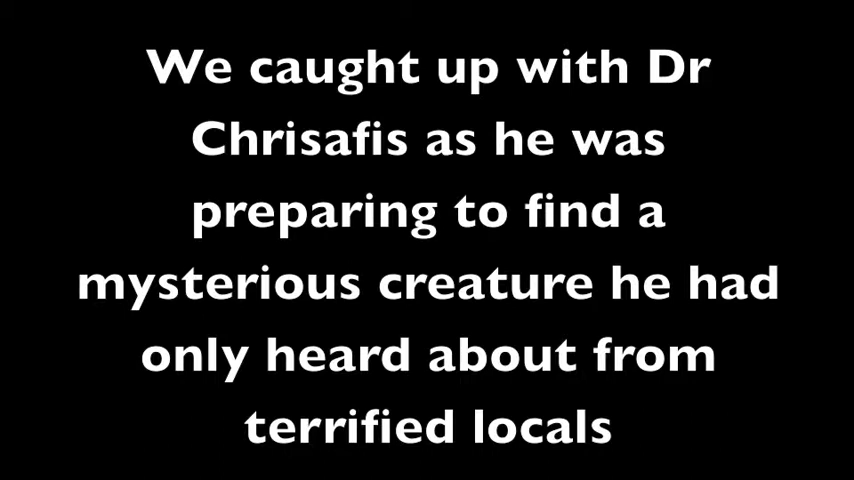 We caught up with Dr
Chrisafis as he was
preparing to find a
mysterious creature he had
only heard about from
terrified locals